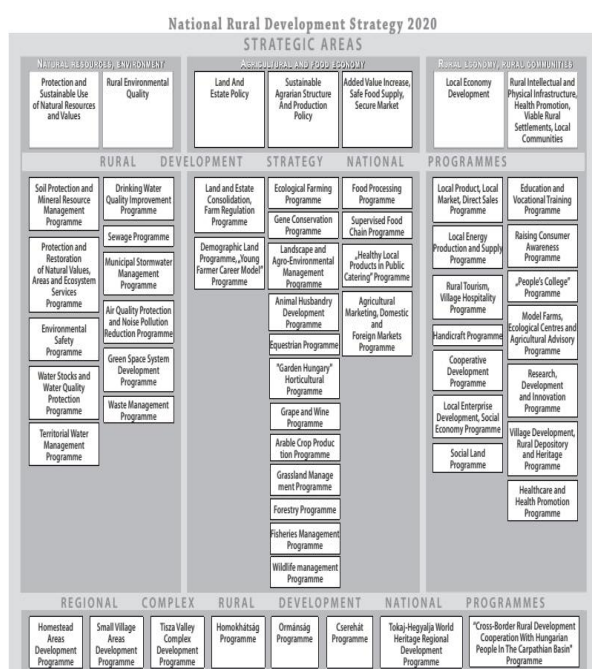 National Rural Development Strategy 2020
STRATEGIC AREAS
NATURAL RESOURCES, ENVIRONMENT
AGRICULTURAL AND FOOD ECONOMY
RURAL ECONOMY, RURAL COMMUNITIES
Protection and
Sustainable Use
of Natural Resources
and Values
Rural Environmental
Quality
Land And
Estate Policy
Sustainable
Agrarian Structure
And Production
Policy
Added Value Increase,
Safe Food Supply,
Secure Market
Local Economy
Development
Rural Intellectual and
Physical Infrastructure,
Health Promotion,
Viable Rural
Settlements, Local
Communities
RURAL DEVELOPMENT STRATEGY NATIONAL PROGRAMMES
Soil Protection and
Mineral Resource
Management
Programme
Protection and
Restoration
of Natural Values,
Areas and Ecosystem
Services
Programme
Environmental
Safety
Programme
Water Stocks and
Water Quality
Protection
Programme
Territorial Water
Management
Programme
Drinking Water
Quality Improvement
Programme
Sewage Programme
Municipal Stormwater
Management
Programme
Air Quality Protection
and Noise Pollution
Reduction Programme
Green Space System
Development
Programme
Waste Management
Programme
Land and Estate
Consolidation,
Farm Regulation
Programme
Demographic Land
Programme, „Young
Farmer Career Model"
Programme
Ecological Farming
Programme
Gene Conservation
Programme
Landscape and
Agro-Environmental
Management
Programme
Animal Husbandry
Development
Programme
Equestrian Programme
"Garden Hungary"
Horticultural
Programme
Grape and Wine
Programme
Arable Crop Produc
tion Programme
Grassland Manage
ment Programme
Forestry Programme
Fisheries Management
Programme
Wildlife management
Programme
Food Processing
Programme
Supervised Food
Chain Programme
„Healthy Local
Products in Public
Catering" Programme
Agricultural
Marketing, Domestic
and
Foreign Markets
Programme
Local Product, Local
Market, Direct Sales
Programme
Local Energy
Production and Supply
Programme
Rural Tourism,
Village Hospitality
Programme
Handicraft Programme
Cooperative
Development
Programme
Local Enterprise
Development, Social
Economy Programme
Social Land
Programme
Education and
Vocational Training
Programme
Raising Consumer
Awareness
Programme
„People's College"
Programme
Model Farms,
Ecological Centres and
Agricultural Advisory
Programme
Research,
Development
and Innovation
Programme
Village Development,
Rural Depository
and Heritage
Programme
Healthcare and
Health Promotion
Programme
REGIONAL COMPLEX RURAL DEVELOPMENT NATIONAL PROGRAMMES
Homestead
Areas
Development
Programme
Small Village
Areas
Development
Programme
Tisza Valley
Complex
Development
Programme
Homokhátság
Programme
Ormánság
Programme
Cserehát
Programme
Tokaj-Hegyalja World
Heritage Regional
Development
Programme
"Cross-Border Rural Development
Cooperation With Hungarian
People In The Carpathian Basin"
Programme